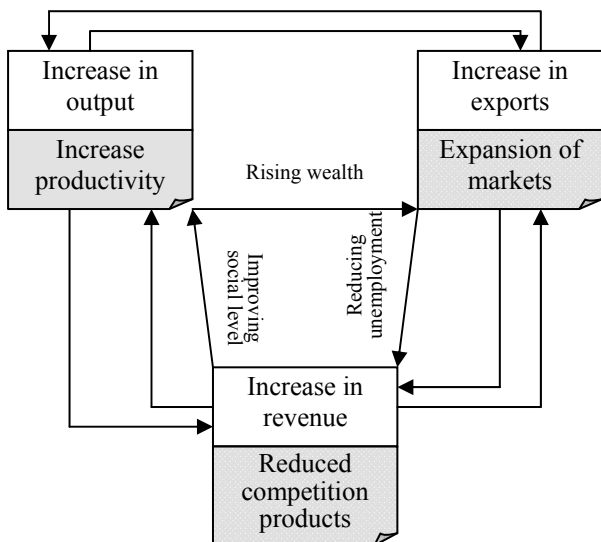 Increase in
output
Increase
productivity
Increase in
exports
Expansion of
markets
Rising wealth
Improving
social level
Reducing
unemployment
Increase in
revenue
Reduced
competition
products